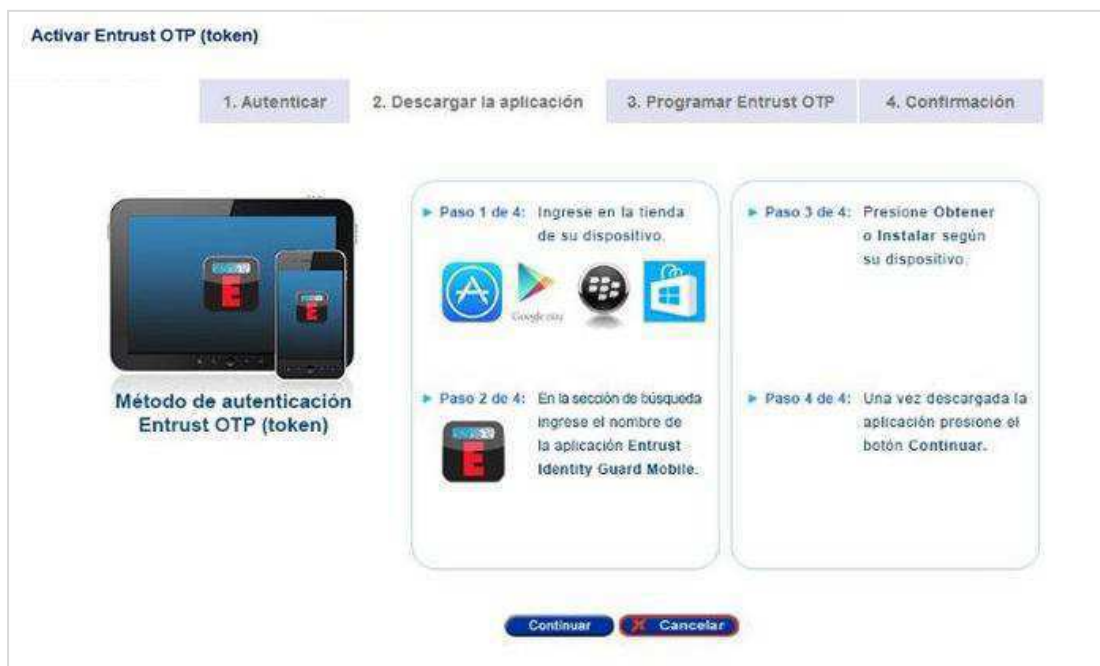 Activar Entrust OTP (token)
1. Autenticar
2. Descargar la aplicación
3. Programar Entrust OTP
4. Confirmación
Método de autenticación
Entrust OTP (token)
Paso 1 de 4: Ingrese en la tienda
de su dispositivo.
Google play
Paso 2 de 4: En la sección de búsqueda
ingrese el nombre de
la aplicación Entrust
Identity Guard Mobile.
Paso 3 de 4: Presione Obtener
o Instalar según
su dispositivo.
Paso 4 de 4: Una vez descargada la
aplicación presione el
botón Continuar.
Continuar
Cancelar